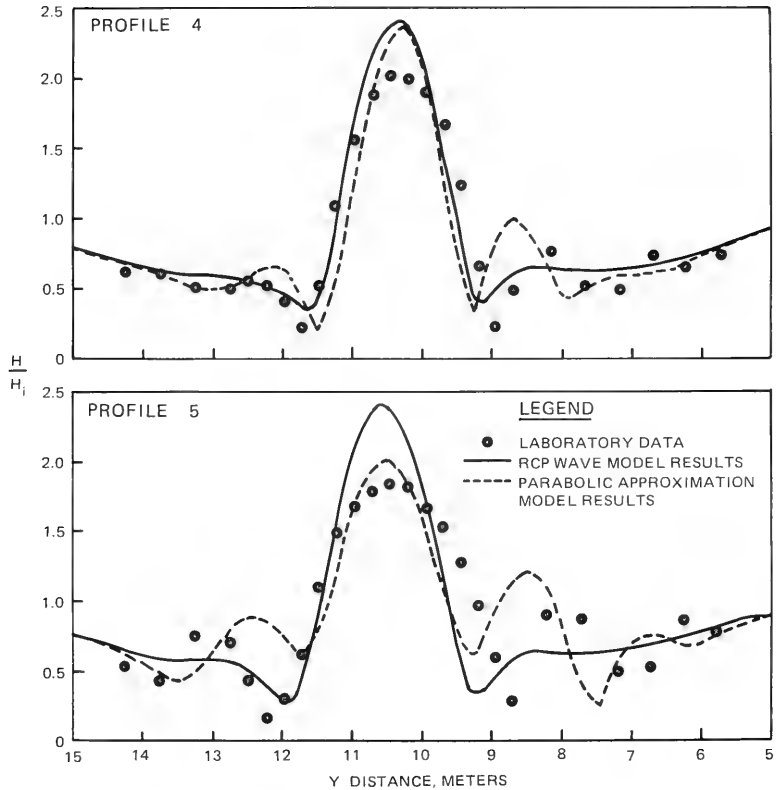 PROFILE 4
2.5
2.0
1.5
1.0
0.5
0
H
H i
PROFILE 5
2.5
2.0
1.5
1.0
0.5
0
LEGEND
LABORATORY DATA
RCP WAVE MODEL RESULTS
PARABOLIC APPROXIMATION
MODEL RESULTS
15 14 13 12 11 10 9 8 7 6 5
Y DISTANCE, METERS